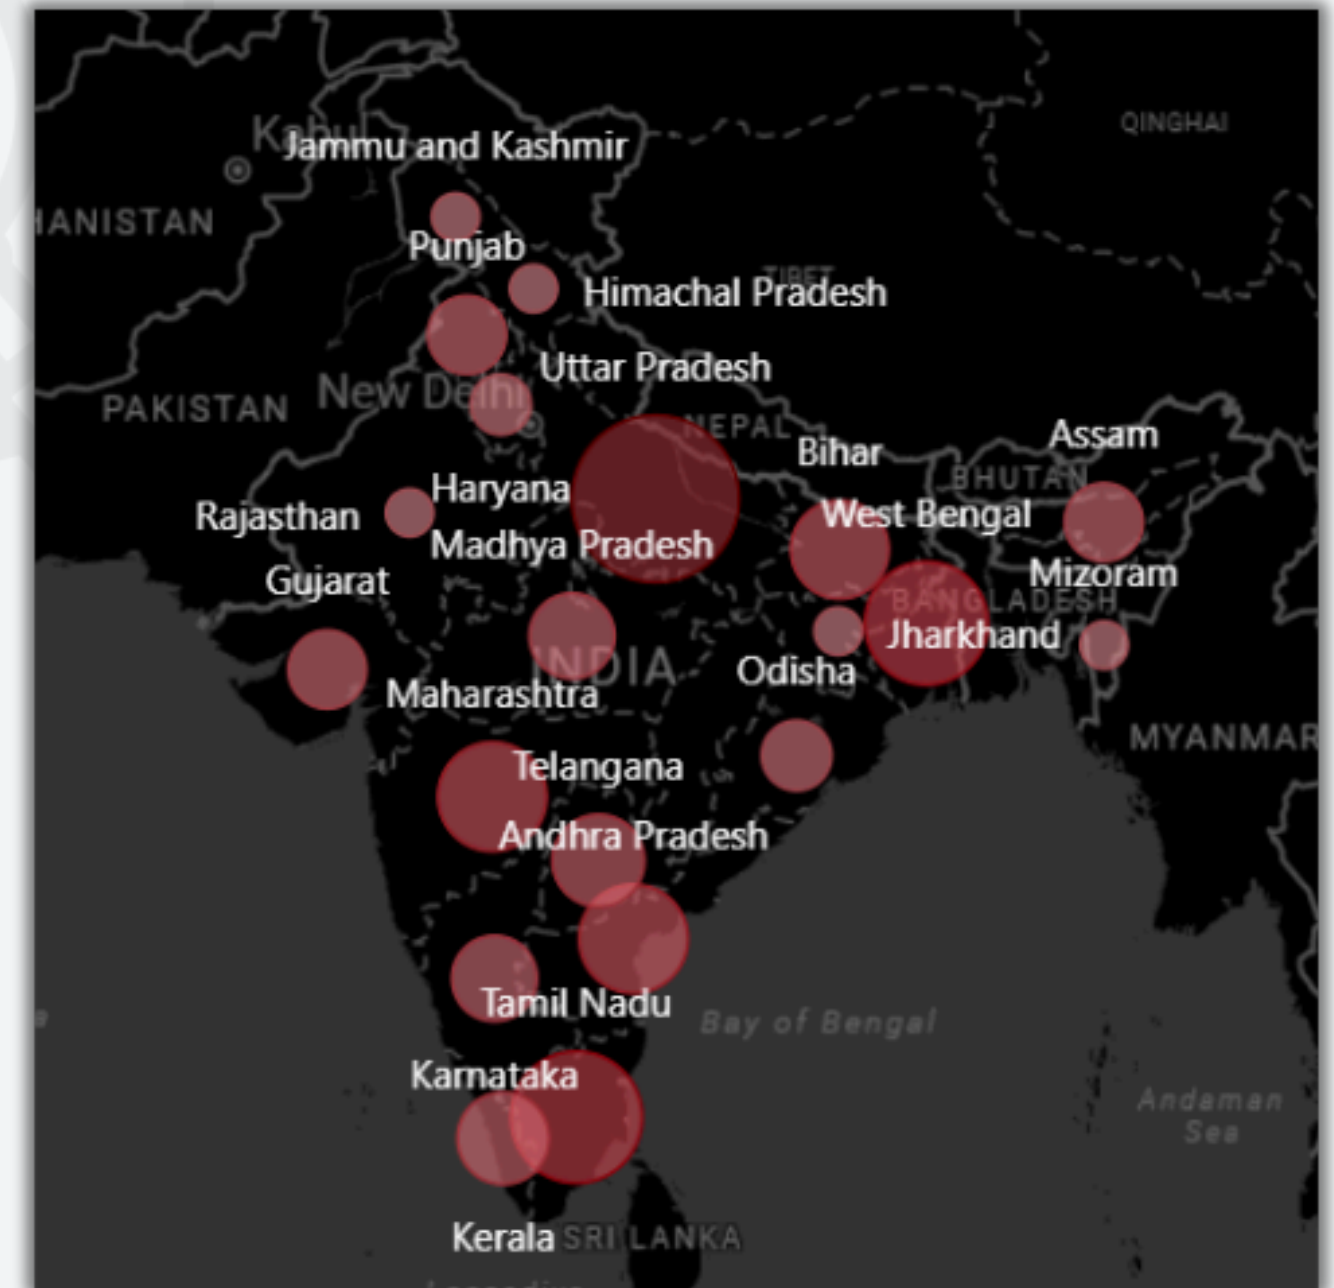 QINGHAI
Kabul
Jammu and Kashmir
HANISTAN
Punjab
TIBET
Himachal Pradesh
Uttar Pradesh
New Delhi
PAKISTAN
NEPAL
Assam
Bihar
BHUTAN
Haryana
Rajasthan
West Bengal
Madhya Pradesh
Mizoram
Gujarat
BANGLADESH
Jharkhand
INDIA
Odisha
Maharashtra
MYANMAR
Telangana
Andhra Pradesh
Tamil Nadu
Bay of Bengal
Karnataka
Andaman
Sea
Kerala
SRI LANKA